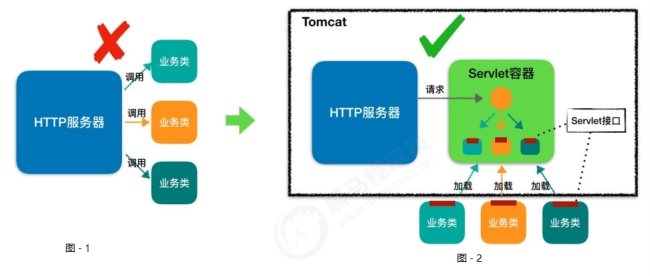 HTTP服务器
调用
业务类
调用
业务类
调用
业务类
图 - 1
Tomcat
HTTP服务器
请求
Servlet容器
Servlet接口
加载
加载
加载
业务类
业务类
业务类
图 - 2